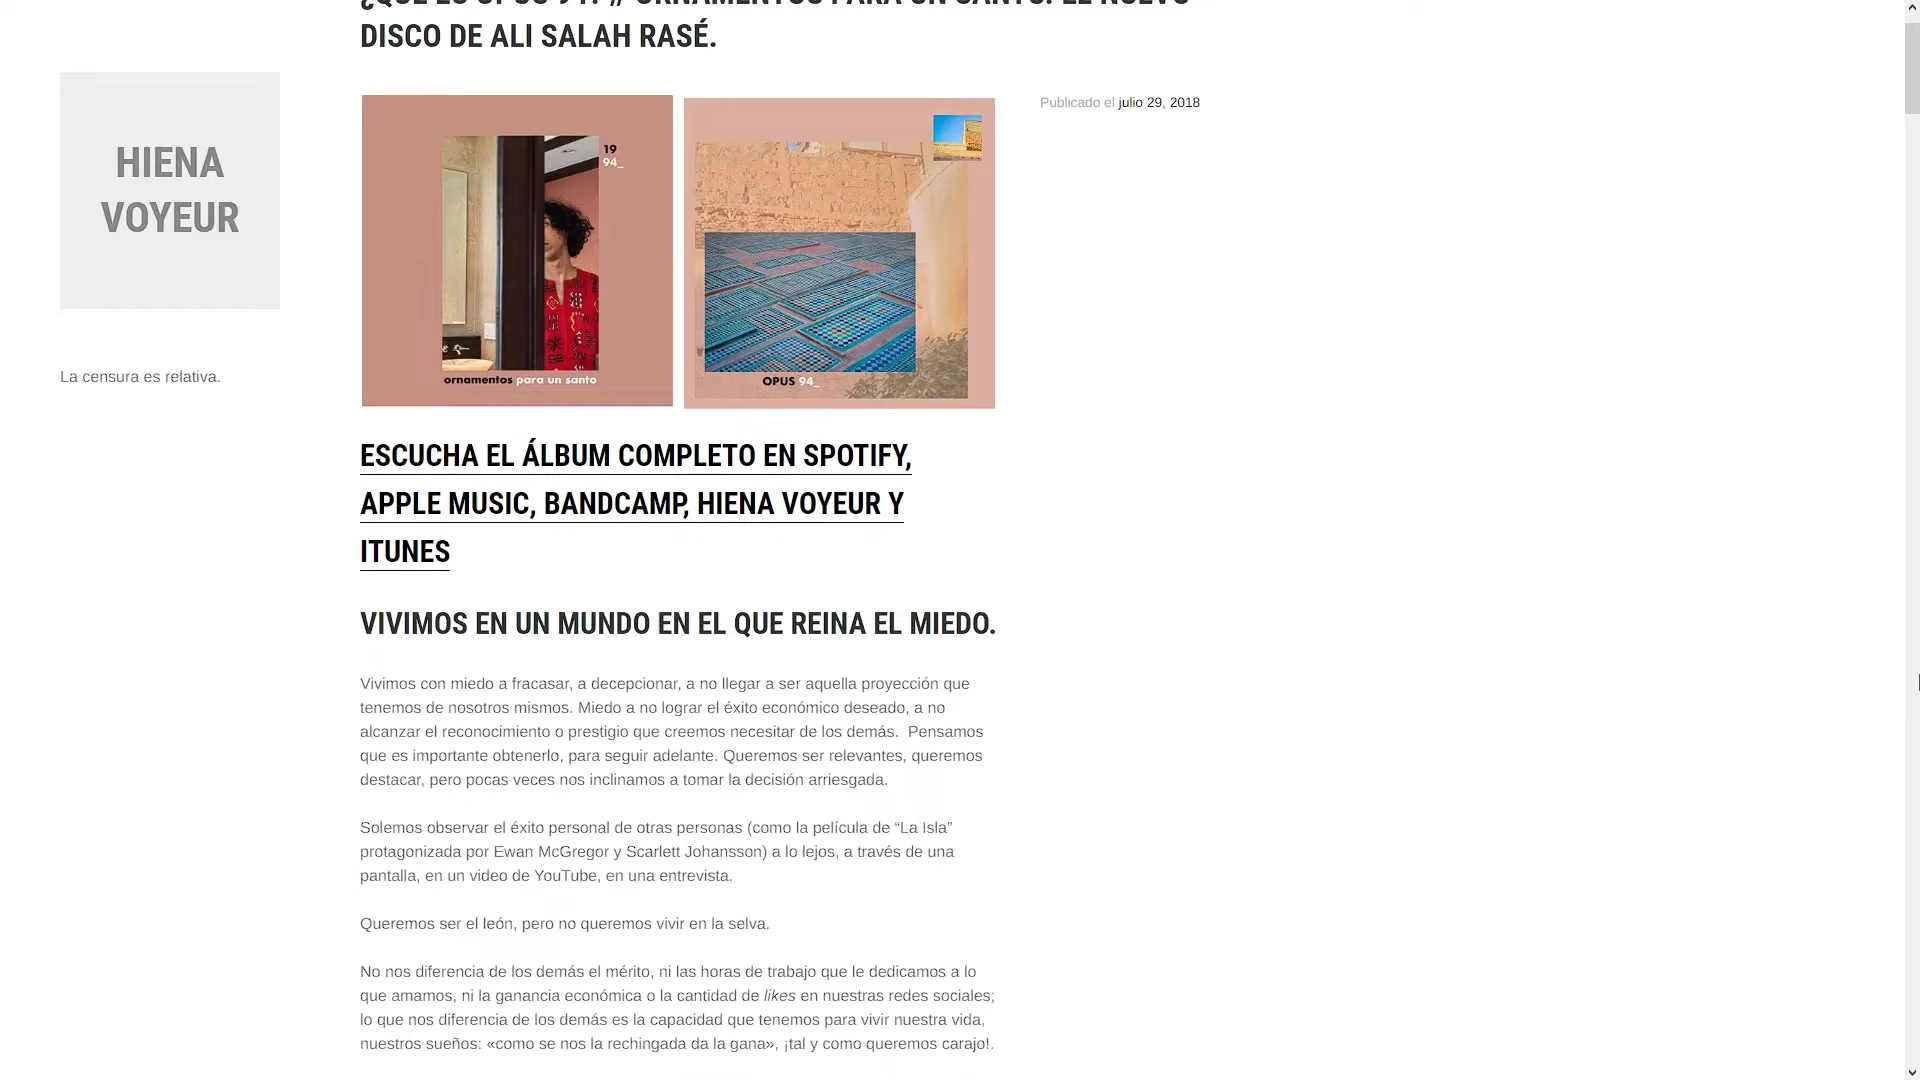 ¿QUÉ ES OPUS 94? // ORNAMENTOS PARA UN SANTO: EL NUEVO
DISCO DE ALI SALAH RASÉ.
HIENA
VOYEUR
La censura es relativa.
19
94_
ornamentos para un santo
OPUS 94_
Publicado el julio 29, 2018
ESCUCHA EL ÁLBUM COMPLETO EN SPOTIFY,
APPLE MUSIC, BANDCAMP, HIENA VOYEUR Y
ITUNES
VIVIMOS EN UN MUNDO EN EL QUE REINA EL MIEDO.
Vivimos con miedo a fracasar, a decepcionar, a no llegar a ser aquella proyección que
tenemos de nosotros mismos. Miedo a no lograr el éxito económico deseado, a no
alcanzar el reconocimiento o prestigio que creemos necesitar de los demás.  Pensamos
que es importante obtenerlo, para seguir adelante. Queremos ser relevantes, queremos
destacar, pero pocas veces nos inclinamos a tomar la decisión arriesgada.
Solemos observar el éxito personal de otras personas (como la película de “La Isla”
protagonizada por Ewan McGregor y Scarlett Johansson) a lo lejos, a través de una
pantalla, en un video de YouTube, en una entrevista.
Queremos ser el león, pero no queremos vivir en la selva.
No nos diferencia de los demás el mérito, ni las horas de trabajo que le dedicamos a lo
que amamos, ni la ganancia económica o la cantidad de likes en nuestras redes sociales;
lo que nos diferencia de los demás es la capacidad que tenemos para vivir nuestra vida,
nuestros sueños: «como se nos la rechingada da la gana», ¡tal y como queremos carajo!.